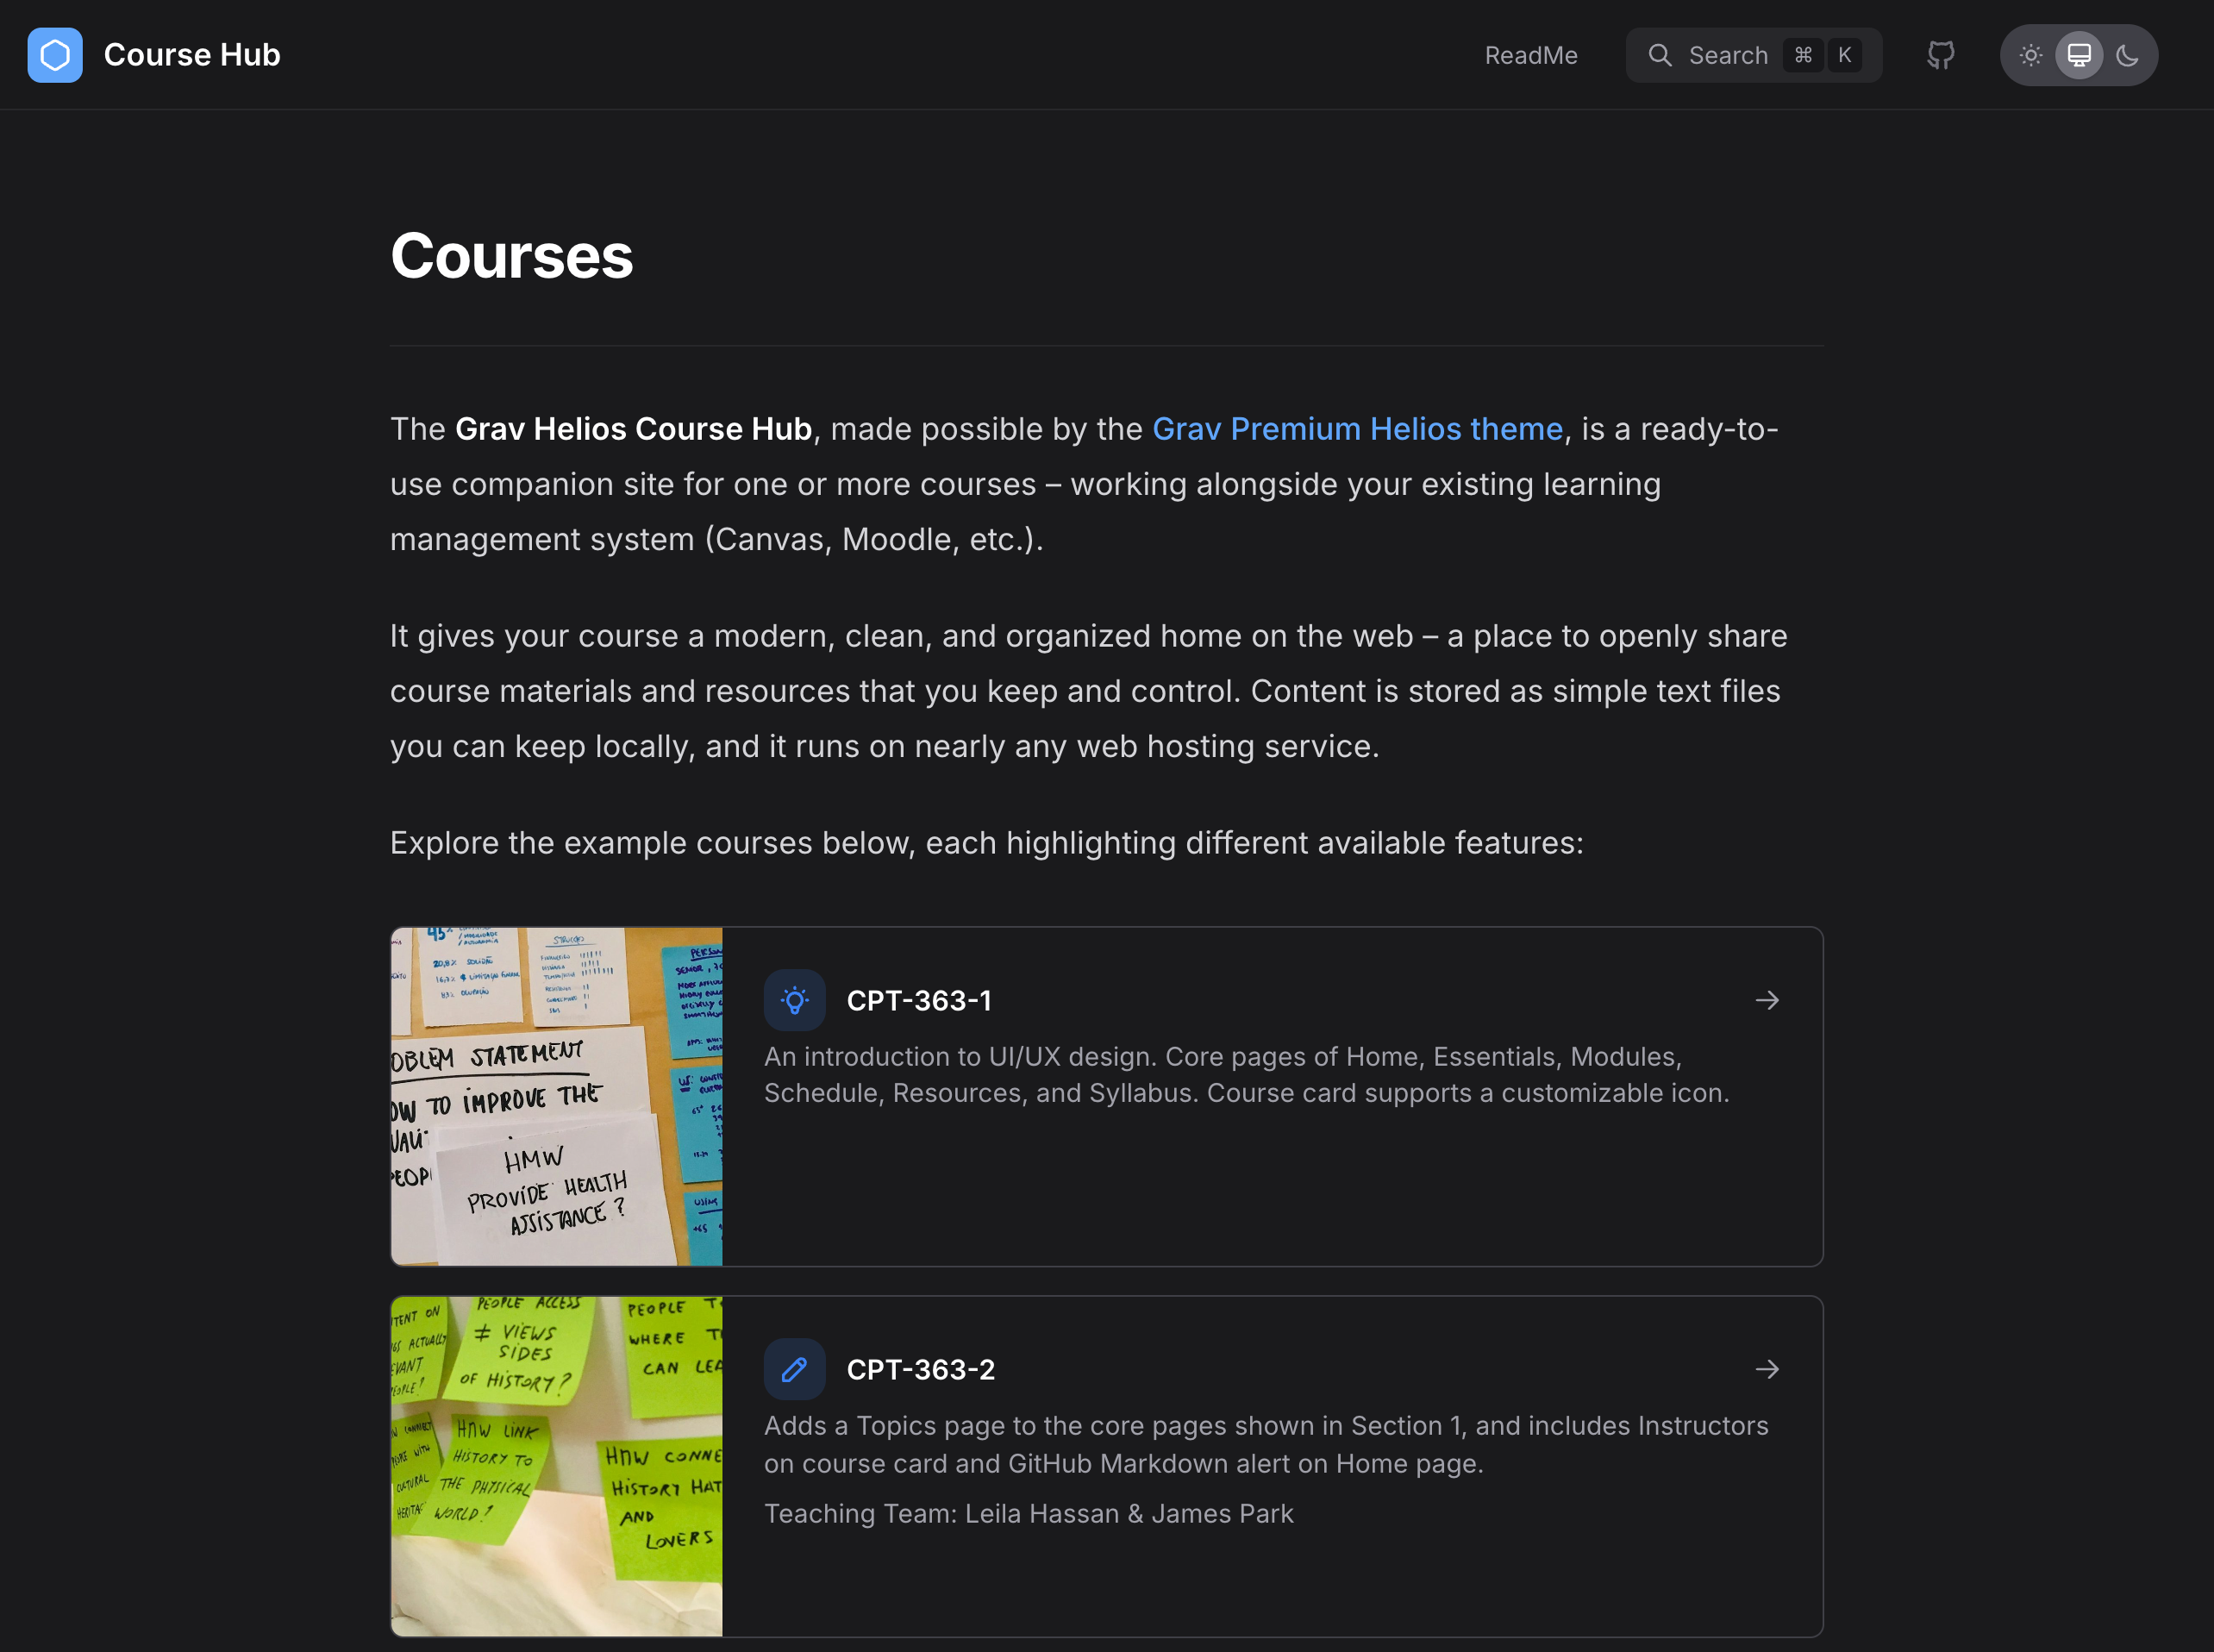 Course Hub
ReadMe
Search ⌘ K
Courses
The Grav Helios Course Hub, made possible by the Grav Premium Helios theme, is a ready-to-
use companion site for one or more courses – working alongside your existing learning
management system (Canvas, Moodle, etc.).
It gives your course a modern, clean, and organized home on the web – a place to openly share
course materials and resources that you keep and control. Content is stored as simple text files
you can keep locally, and it runs on nearly any web hosting service.
Explore the example courses below, each highlighting different available features:
45%
20,8%
STATEMENT
TO IMPROVE THE
HMW
PROVIDE HEALTH
ASSISTANCE?
CPT-363-1
An introduction to UI/UX design. Core pages of Home, Essentials, Modules,
Schedule, Resources, and Syllabus. Course card supports a customizable icon.
PEOPLE ACCESS
≠ VIEWS
SIDES
OF HISTORY?
PEOPLE
WHERE
CAN
HMW LINK
HISTORY TO
THE PHYSICAL
WORLD?
HMW
HISTORY
AND
LOVERS
CPT-363-2
Adds a Topics page to the core pages shown in Section 1, and includes Instructors
on course card and GitHub Markdown alert on Home page.
Teaching Team: Leila Hassan & James Park